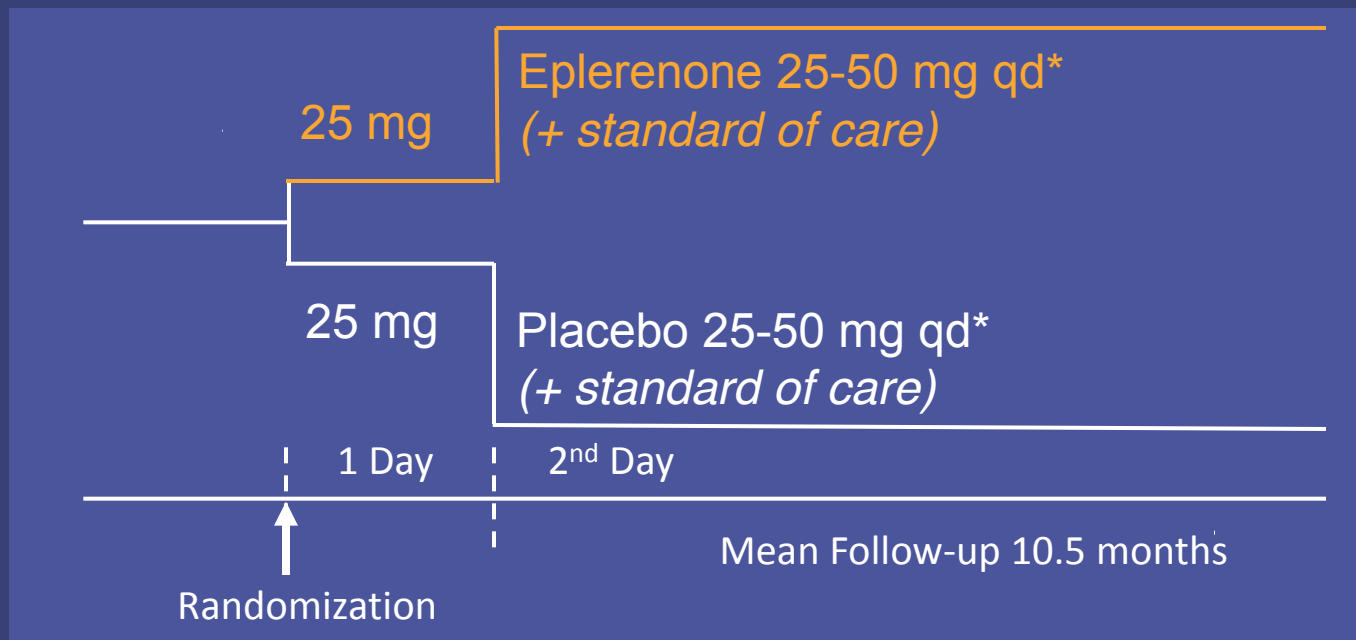 25 mg
Eplerenone 25-50 mg qd*
(+ standard of care)
25 mg
Placebo 25-50 mg qd*
(+ standard of care)
1 Day
2nd Day
Mean Follow-up 10.5 months
Randomization